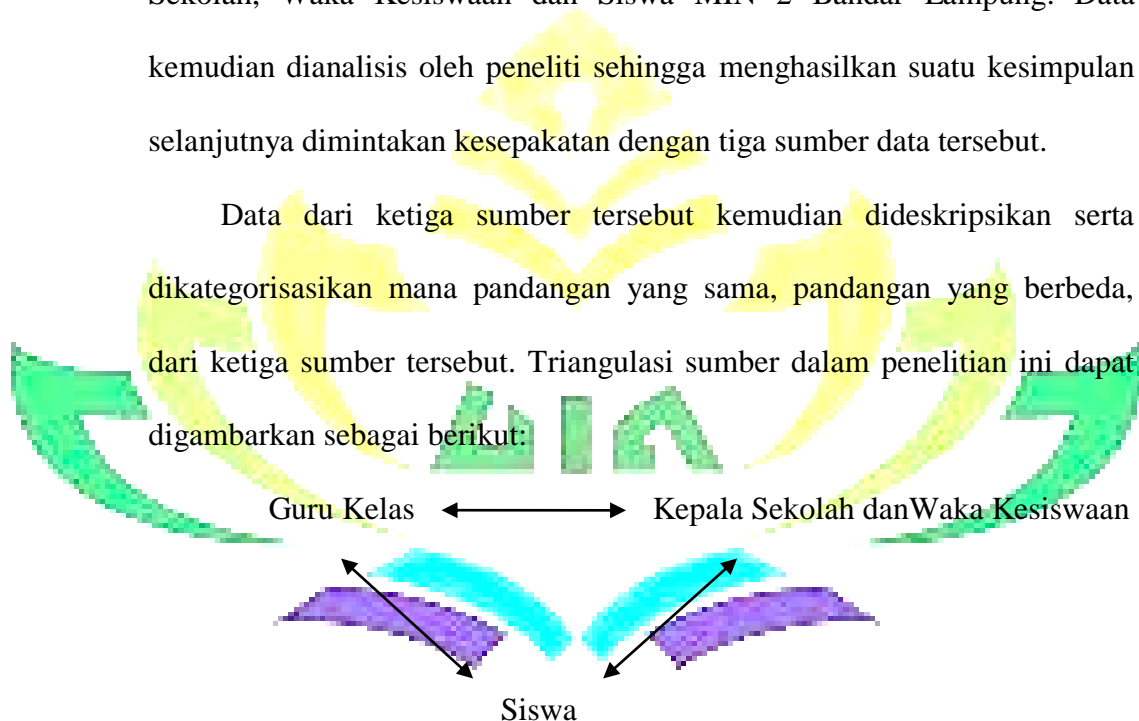 Sekolah, Waka Kesiswaan dan Siswa MIN 2 Bandar Lampung. Data
kemudian dianalisis oleh peneliti sehingga menghasilkan suatu kesimpulan
selanjutnya dimintakan kesepakatan dengan tiga sumber data tersebut.
Data dari ketiga sumber tersebut kemudian dideskripsikan serta
dikategorisasikan mana pandangan yang sama, pandangan yang berbeda,
dari ketiga sumber tersebut. Triangulasi sumber dalam penelitian ini dapat
digambarkan sebagai berikut:
Guru Kelas Kepala Sekolah danWaka Kesiswaan
Siswa